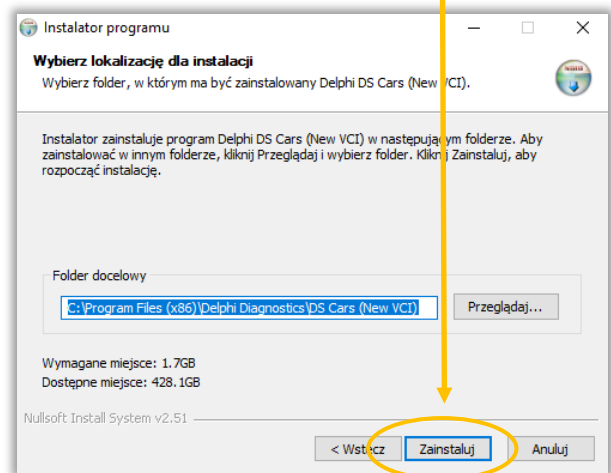 Instalator programu
Wybierz lokalizację dla instalacji
Wybierz folder, w którym ma być zainstalowany Delphi DS Cars (New VCI).
Instalator zainstaluje program Delphi DS Cars (New VCI) w następującym folderze. Aby
zainstalować w innym folderze, kliknij Przeglądaj i wybierz folder. Kliknij Zainstaluj, aby
rozpocząć instalację.
Folder docelowy
C:\Program Files (x86)\Delphi Diagnostics\DS Cars (New VCI)
Przeglądaj...
Wymagane miejsce: 1.7GB
Dostępne miejsce: 428.1GB
Nullsoft Install System v2.51
< Wstecz Zainstaluj Anuluj